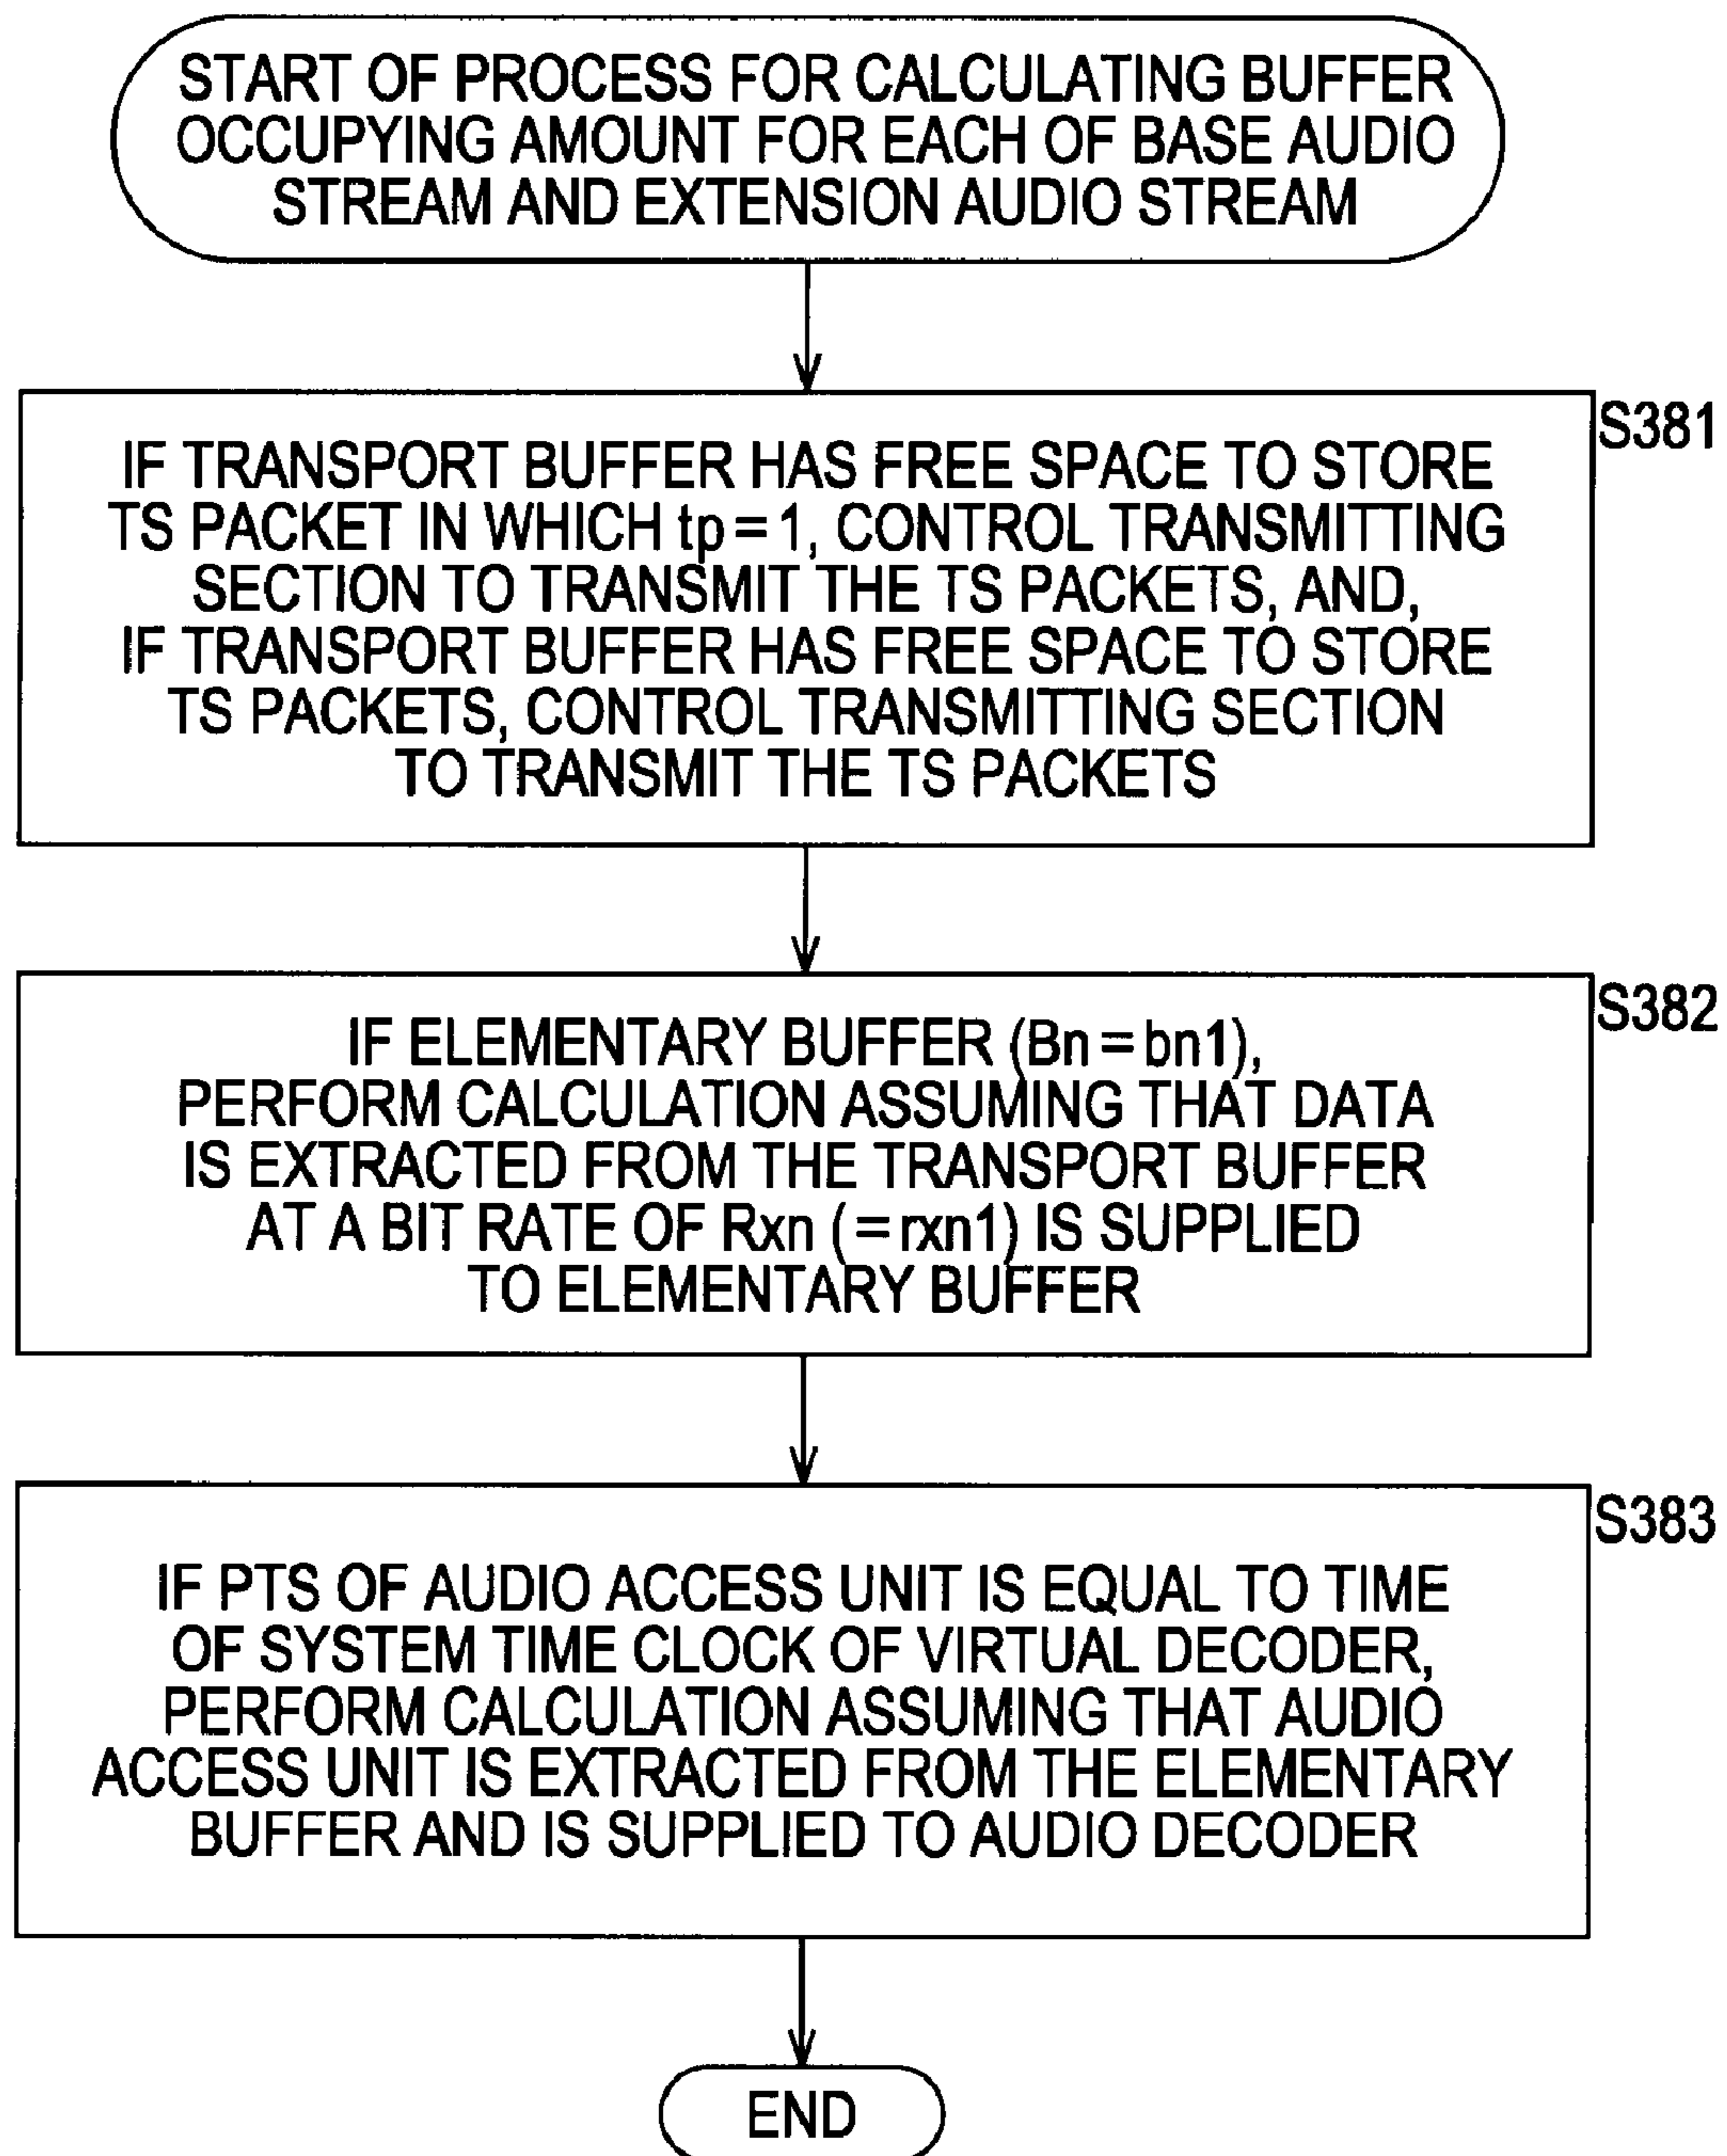 START OF PROCESS FOR CALCULATING BUFFER
OCCUPYING AMOUNT FOR EACH OF BASE AUDIO
STREAM AND EXTENSION AUDIO STREAM
S381
IF TRANSPORT BUFFER HAS FREE SPACE TO STORE
TS PACKET IN WHICH tp = 1, CONTROL TRANSMITTING
SECTION TO TRANSMIT THE TS PACKETS, AND,
IF TRANSPORT BUFFER HAS FREE SPACE TO STORE
TS PACKETS, CONTROL TRANSMITTING SECTION
TO TRANSMIT THE TS PACKETS
S382
IF ELEMENTARY BUFFER (Bn = bn1),
PERFORM CALCULATION ASSUMING THAT DATA
IS EXTRACTED FROM THE TRANSPORT BUFFER
AT A BIT RATE OF Rxn (= rxn1) IS SUPPLIED
TO ELEMENTARY BUFFER
S383
IF PTS OF AUDIO ACCESS UNIT IS EQUAL TO TIME
OF SYSTEM TIME CLOCK OF VIRTUAL DECODER,
PERFORM CALCULATION ASSUMING THAT AUDIO
ACCESS UNIT IS EXTRACTED FROM THE ELEMENTARY
BUFFER AND IS SUPPLIED TO AUDIO DECODER
END